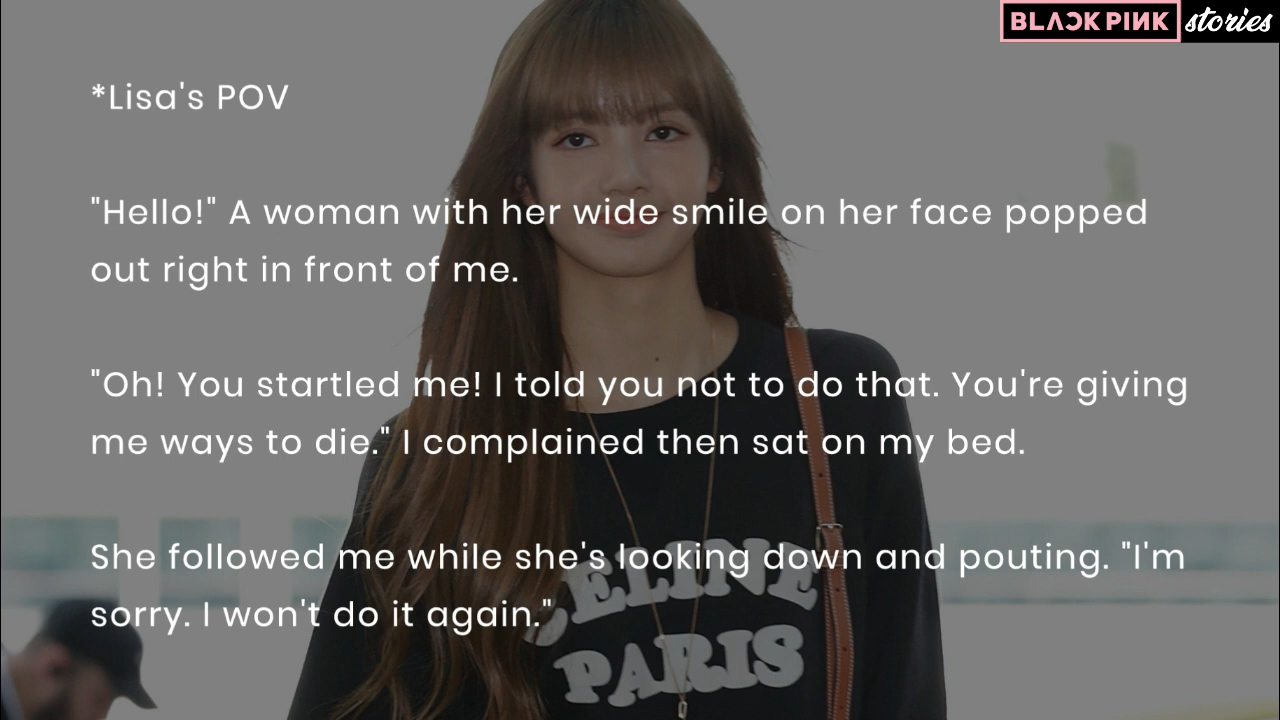 BLACKPINK stories
*Lisa's POV
"Hello!" A woman with her wide smile on her face popped
out right in front of me.
"Oh! You startled me! I told you not to do that. You're giving
me ways to die." I complained then sat on my bed.
She followed me while she's looking down and pouting. "I'm
sorry. I won't do it again."
ELINE
PARIS